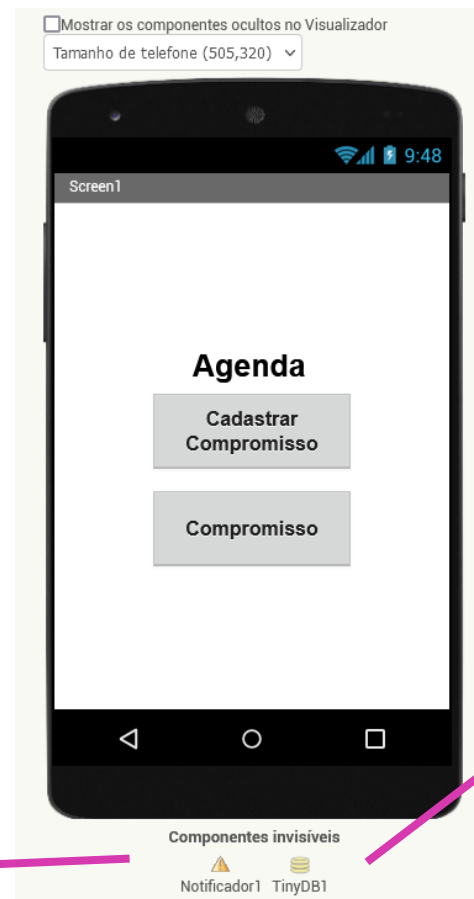 Mostrar os componentes ocultos no Visualizador
Tamanho de telefone (505,320)
9:48
Screen1
Agenda
Cadastrar
Compromisso
Compromisso
Componentes invisíveis
Notificador1 TinyDB1